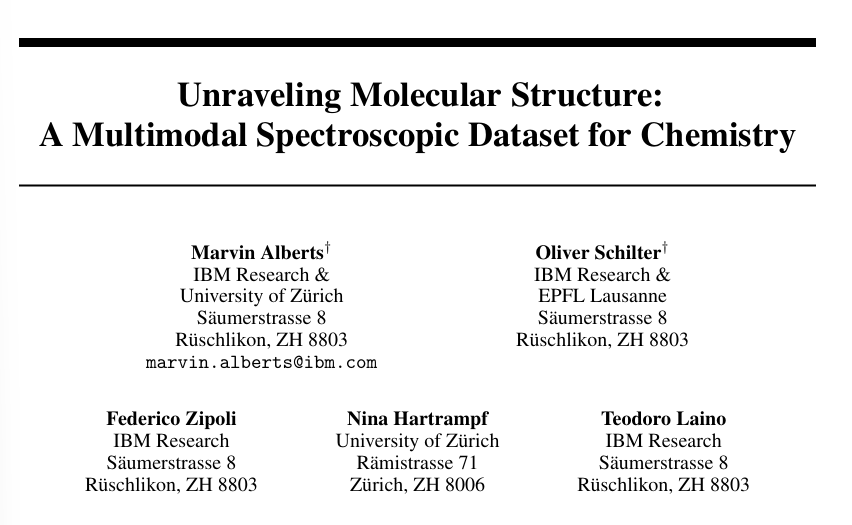 Unraveling Molecular Structure:
A Multimodal Spectroscopic Dataset for Chemistry
Marvin Alberts†
IBM Research &
University of Zürich
Säumerstrasse 8
Rüschlikon, ZH 8803
marvin.alberts@ibm.com
Oliver Schilter†
IBM Research &
EPFL Lausanne
Säumerstrasse 8
Rüschlikon, ZH 8803
Federico Zipoli
IBM Research
Säumerstrasse 8
Rüschlikon, ZH 8803
Nina Hartrampf
University of Zürich
Rämistrasse 71
Zürich, ZH 8006
Teodoro Laino
IBM Research
Säumerstrasse 8
Rüschlikon, ZH 8803